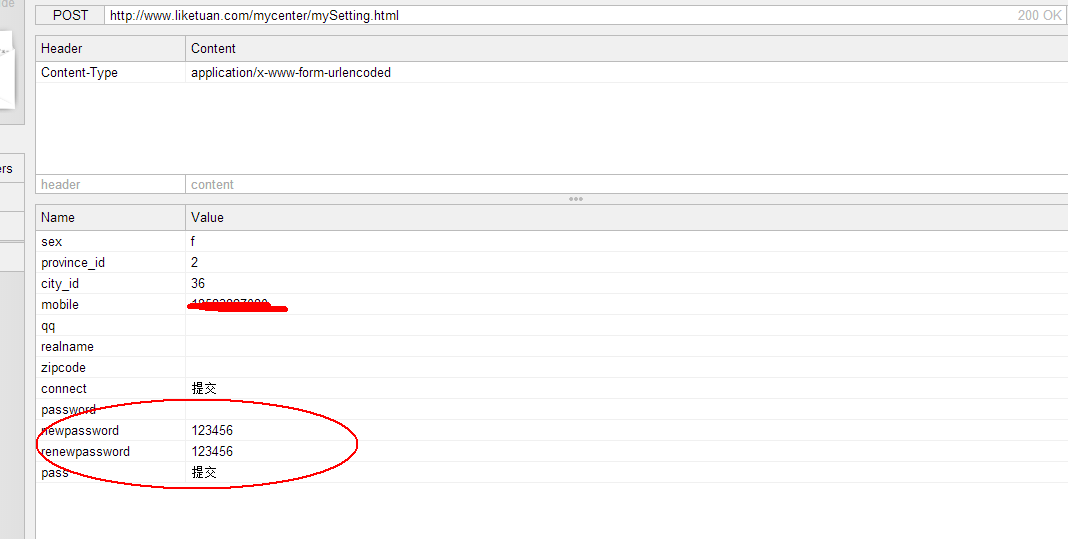 de
POST http://www.liketuan.com/mycenter/mySetting.html 200 OK
Header Content
Content-Type application/x-www-form-urlencoded
ers
header content
Name Value
sex f
province_id 2
city_id 36
mobile
qq
realname
zipcode
connect 提交
password
newpassword 123456
renewpassword 123456
pass 提交